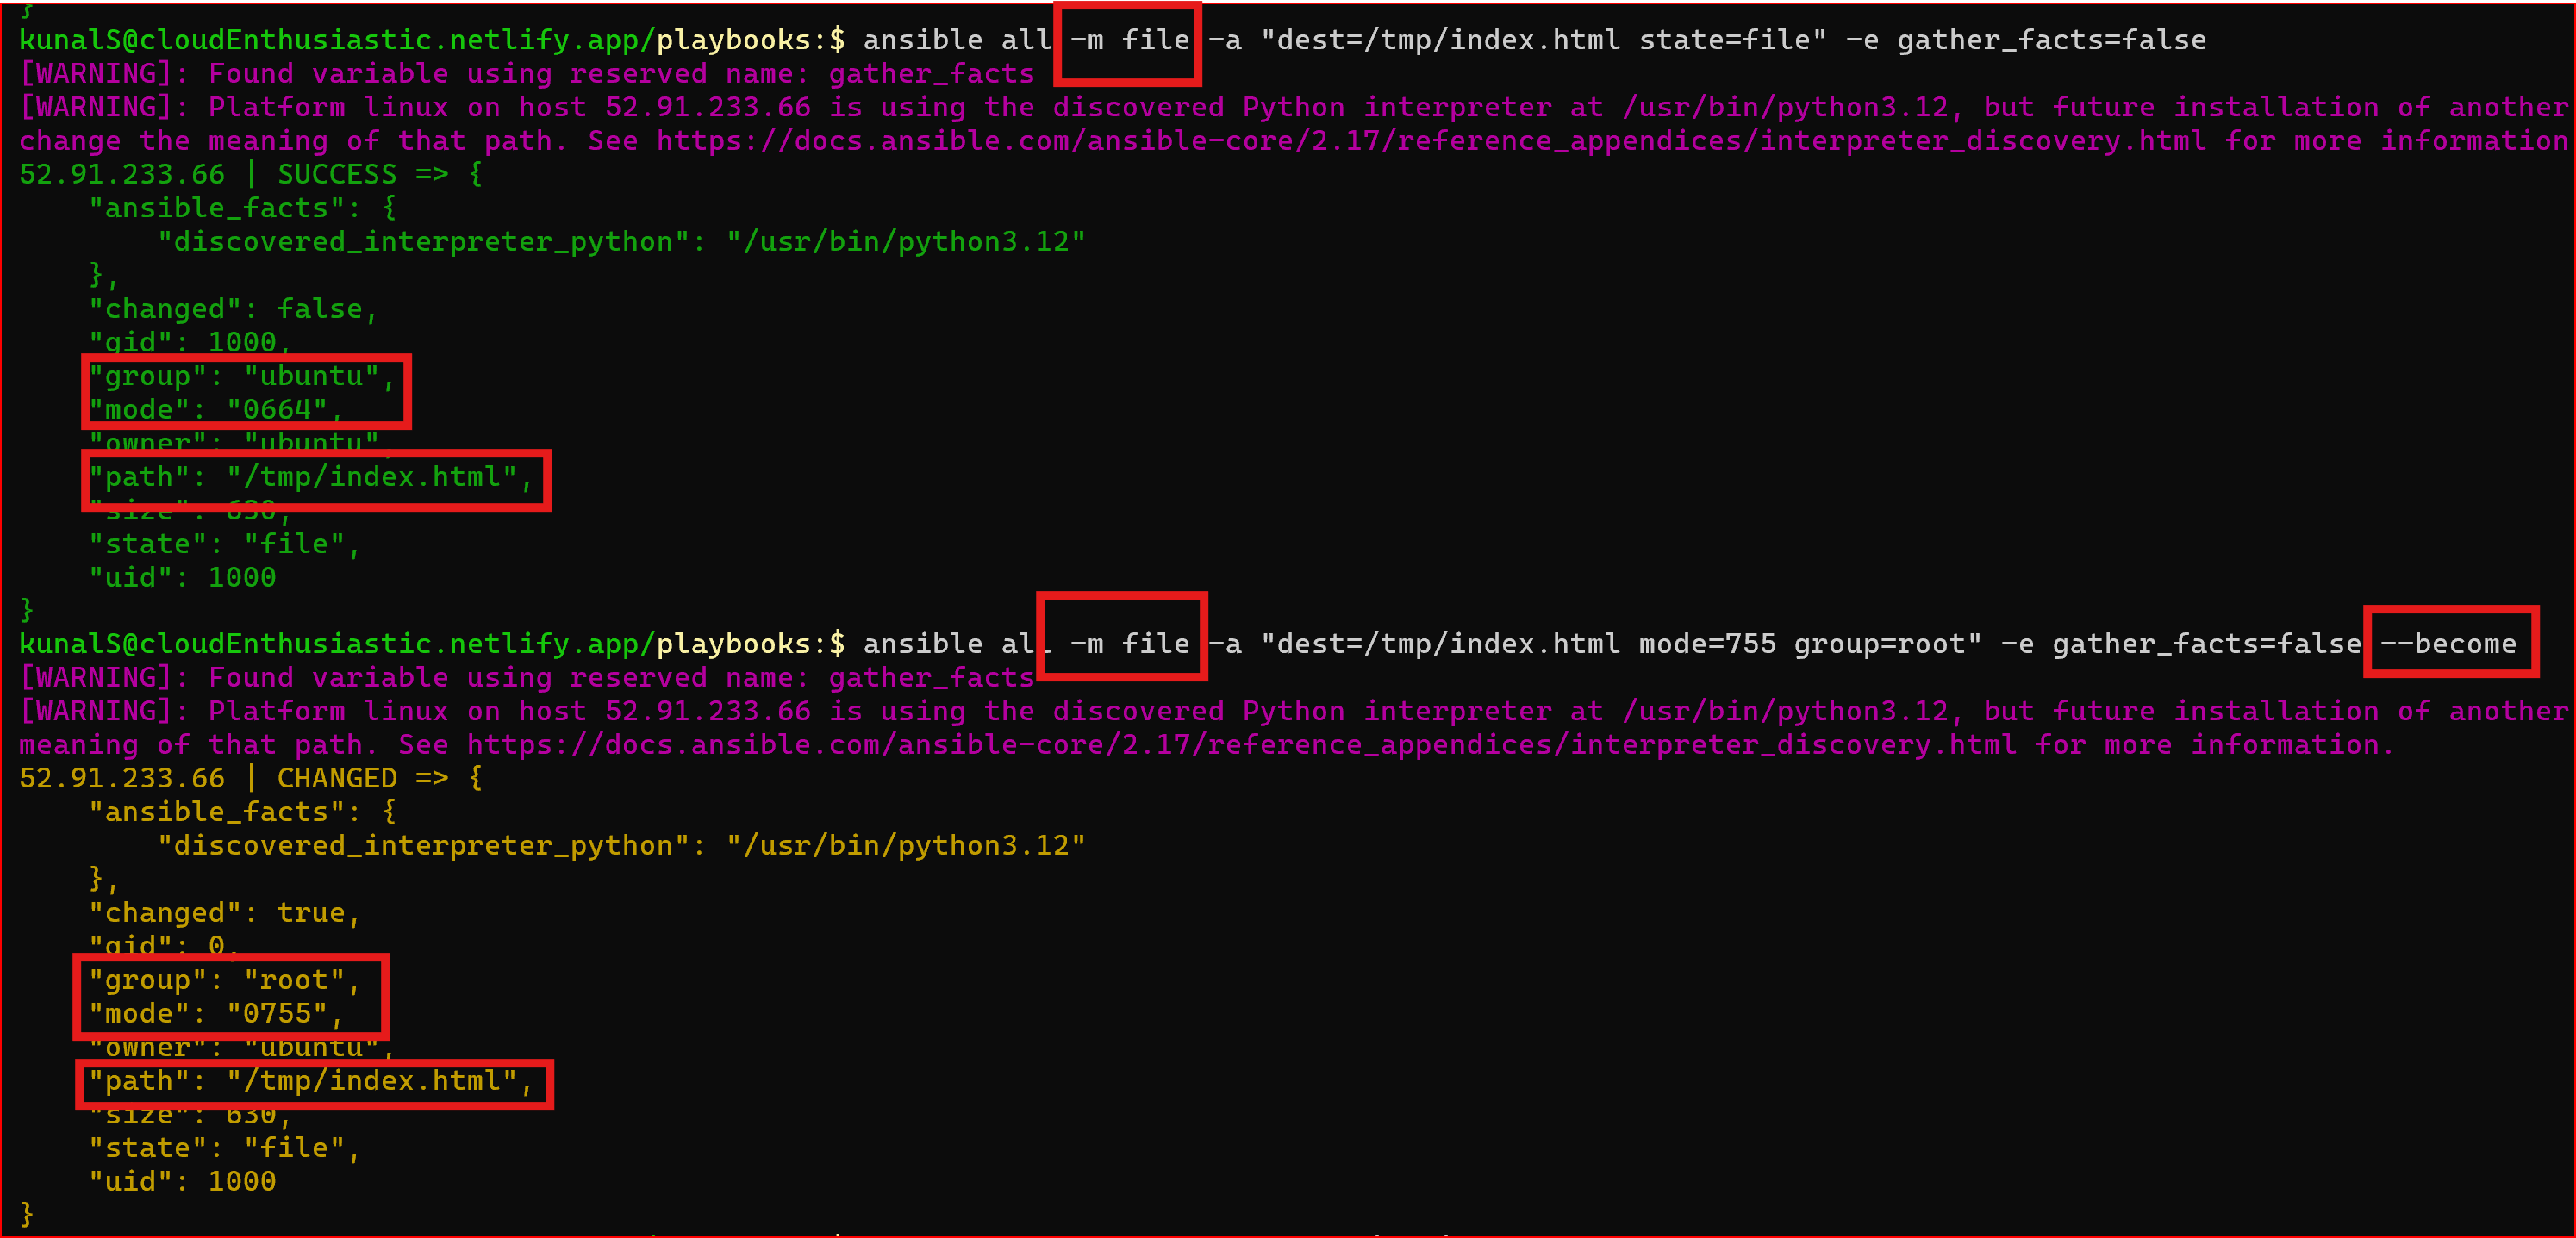 }
kunalS@cloudEnthusiastic.netlify.app/playbooks:$ ansible all -m file -a "dest=/tmp/index.html state=file" -e gather_facts=false
[WARNING]: Found variable using reserved name: gather_facts
[WARNING]: Platform linux on host 52.91.233.66 is using the discovered Python interpreter at /usr/bin/python3.12, but future installation of another
change the meaning of that path. See https://docs.ansible.com/ansible-core/2.17/reference_appendices/interpreter_discovery.html for more information
52.91.233.66 | SUCCESS => {
    "ansible_facts": {
        "discovered_interpreter_python": "/usr/bin/python3.12"
    },
    "changed": false,
    "gid": 1000,
    "group": "ubuntu",
    "mode": "0664",
    "owner": "ubuntu",
    "path": "/tmp/index.html",
    "size": 630,
    "state": "file",
    "uid": 1000
}
kunalS@cloudEnthusiastic.netlify.app/playbooks:$ ansible all -m file -a "dest=/tmp/index.html mode=755 group=root" -e gather_facts=false --become
[WARNING]: Found variable using reserved name: gather_facts
[WARNING]: Platform linux on host 52.91.233.66 is using the discovered Python interpreter at /usr/bin/python3.12, but future installation of another
meaning of that path. See https://docs.ansible.com/ansible-core/2.17/reference_appendices/interpreter_discovery.html for more information.
52.91.233.66 | CHANGED => {
    "ansible_facts": {
        "discovered_interpreter_python": "/usr/bin/python3.12"
    },
    "changed": true,
    "gid": 0,
    "group": "root",
    "mode": "0755",
    "owner": "ubuntu",
    "path": "/tmp/index.html",
    "size": 630,
    "state": "file",
    "uid": 1000
}